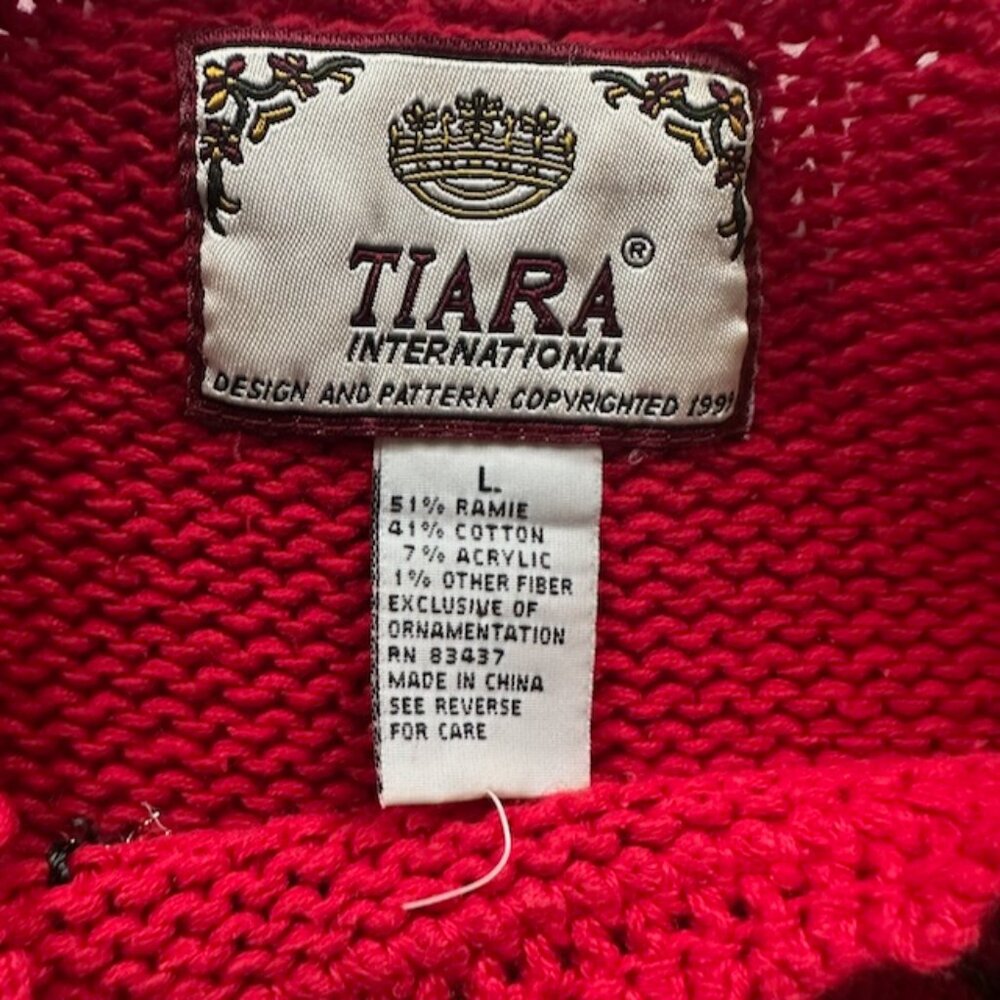 TIARA®
INTERNATIONAL
DESIGN AND PATTERN COPYRIGHTED
L.
51% RAMIE
41% COTTON
7% ACRYLIC
1% OTHER FIBER
EXCLUSIVE OF
ORNAMENTATION
RN 83437
MADE IN CHINA
SEE REVERSE
FOR CARE